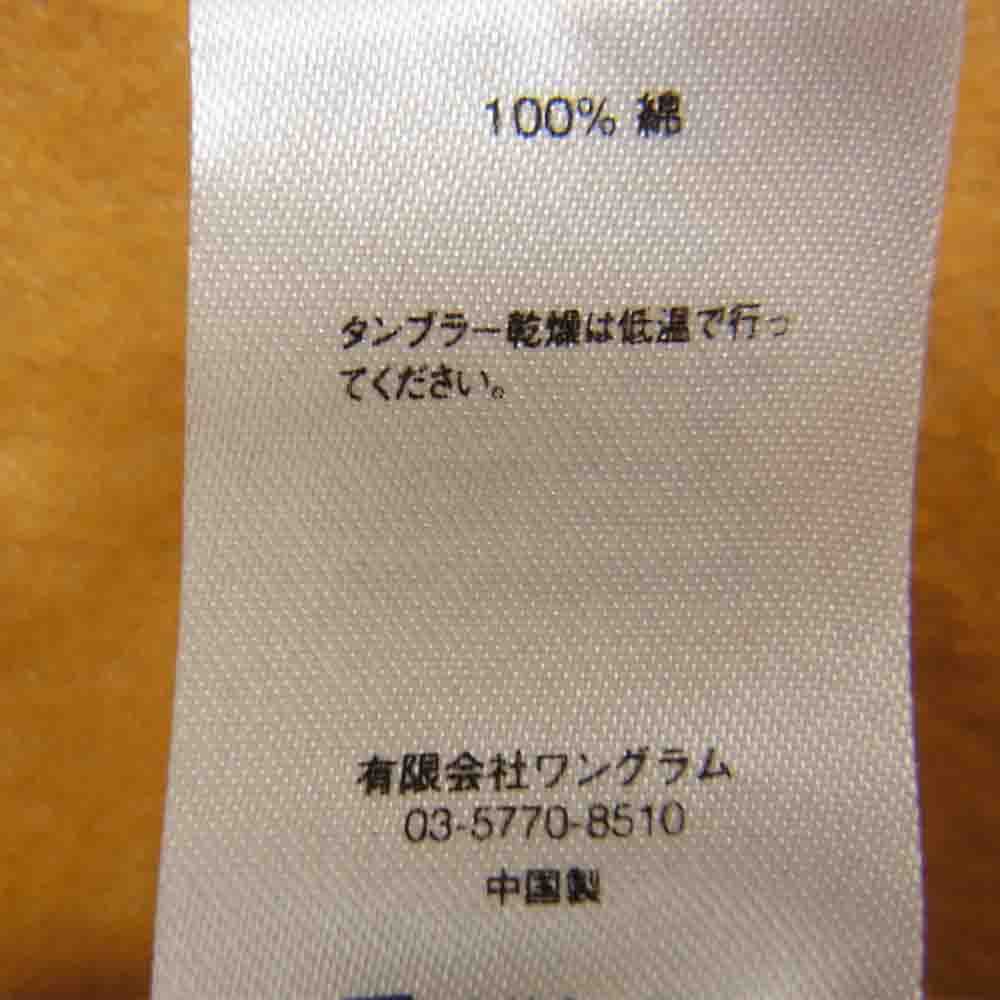 100% 綿
タンブラー乾燥は低温で行っ
てください。
有限会社ワングラム
03-5770-8510
中国製